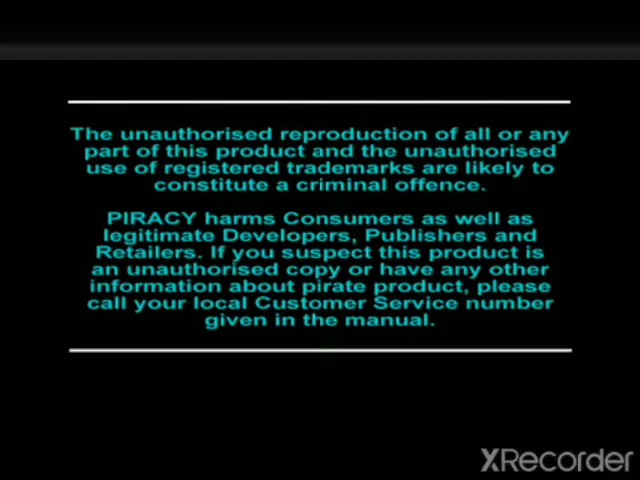 The unauthorised reproduction of all or any
part of this product and the unauthorised
use of registered trademarks are likely to
constitute a criminal offence.
PIRACY harms Consumers as well as
legitimate Developers, Publishers and
Retailers. If you suspect this product is
an unauthorised copy or have any other
information about pirate product, please
call your local Customer Service number
given in the manual.
XRecorder